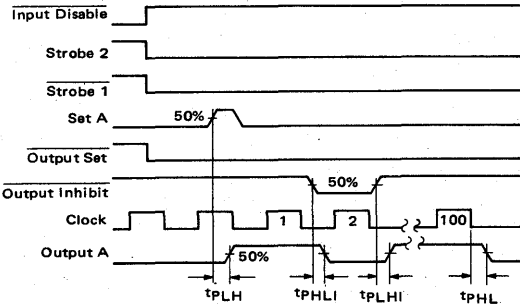 Input Disable
Strobe 2
Strobe 1
Set A
50%
Output Set
Output Inhibit
50%
Clock
1
2
100
Output A
50%
tPLH
tPHLI
tPLHI
tPHL